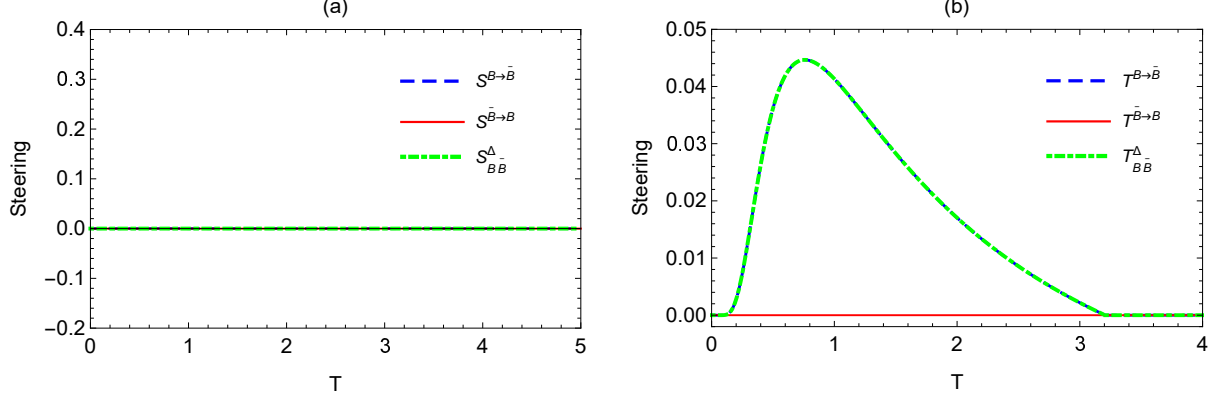 (a)
Steering
0.4
0.3
0.2
0.1
0.0
−0.1
−0.2
0
1
2
3
4
5
T
S^{B→B̄}
S^{B̄→B}
S^Δ_{B B̄}
(b)
Steering
0.05
0.04
0.03
0.02
0.01
0.00
0
1
2
3
4
T
T^{B→B̄}
T^{B̄→B}
T^Δ_{B B̄}